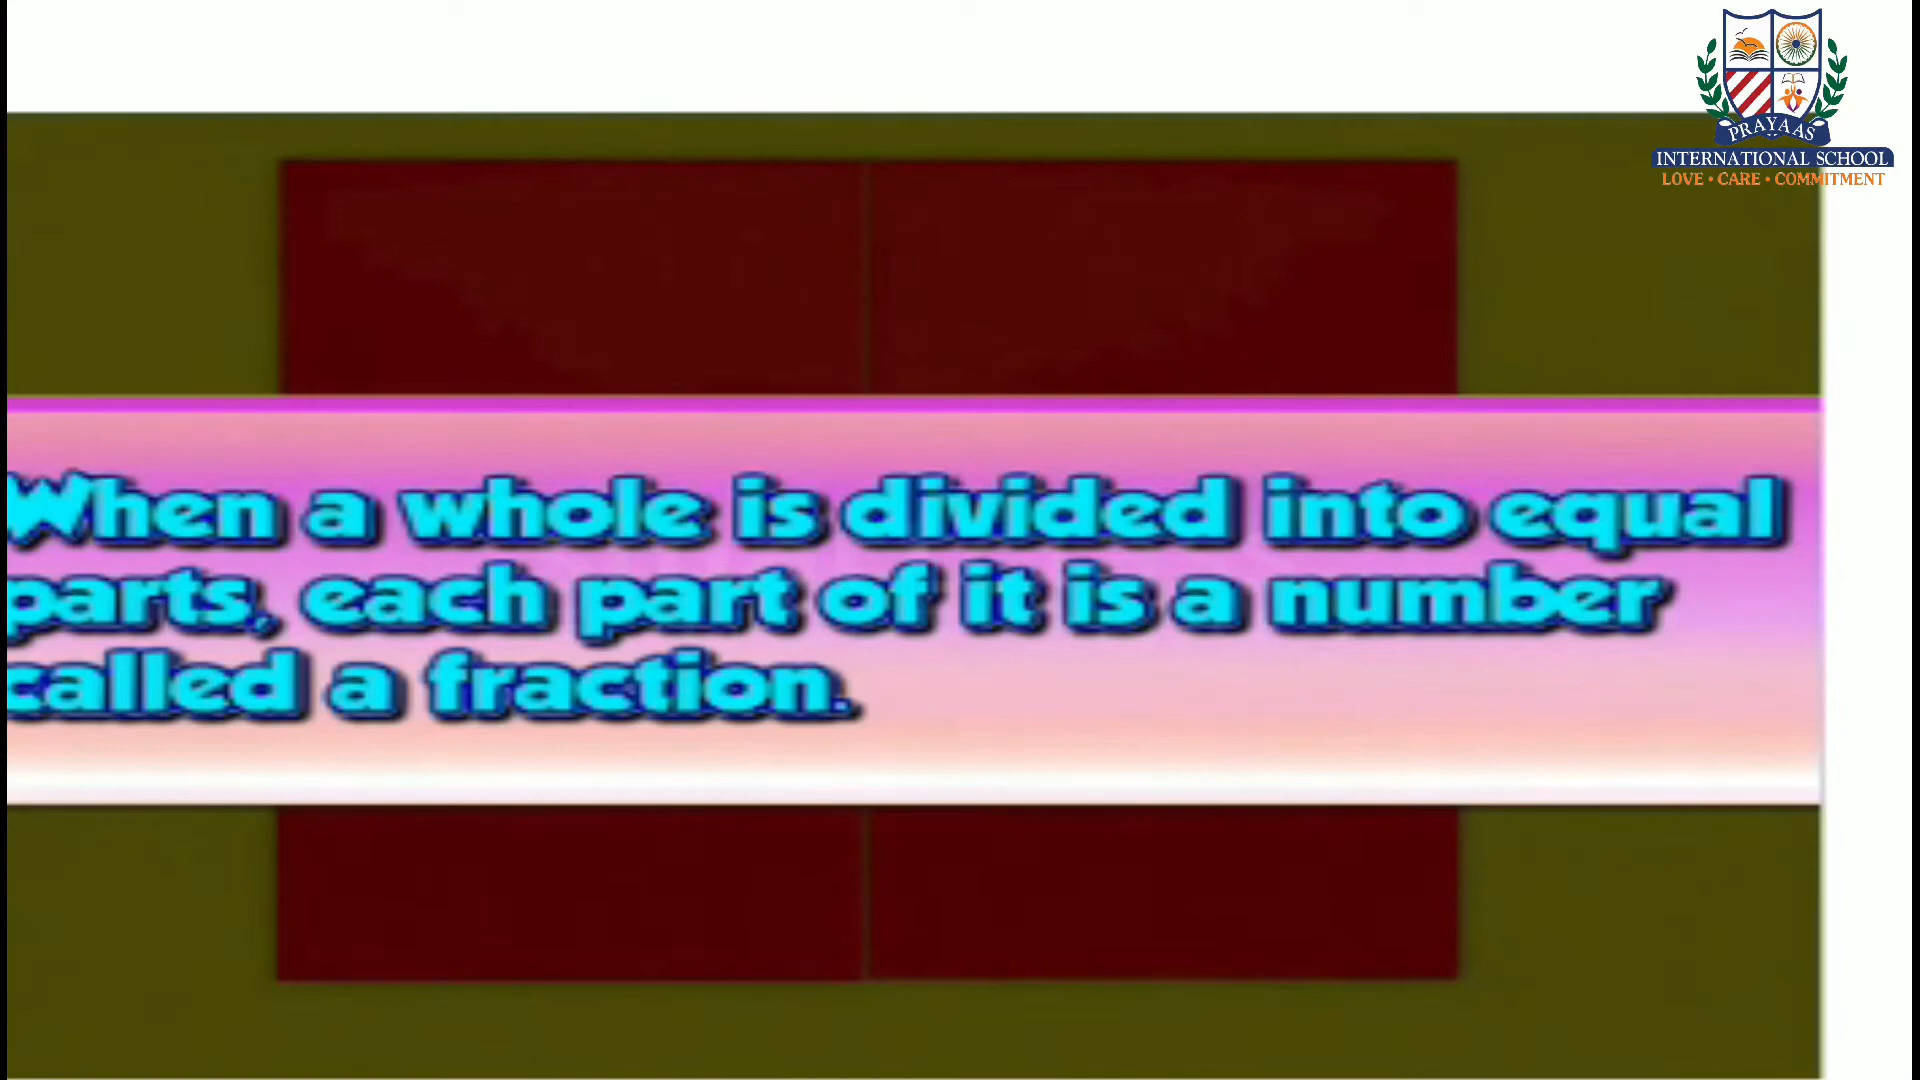 PRAYAAS
INTERNATIONAL SCHOOL
LOVE • CARE • COMMITMENT
When a whole is divided into equal
parts, each part of it is a number
called a fraction.